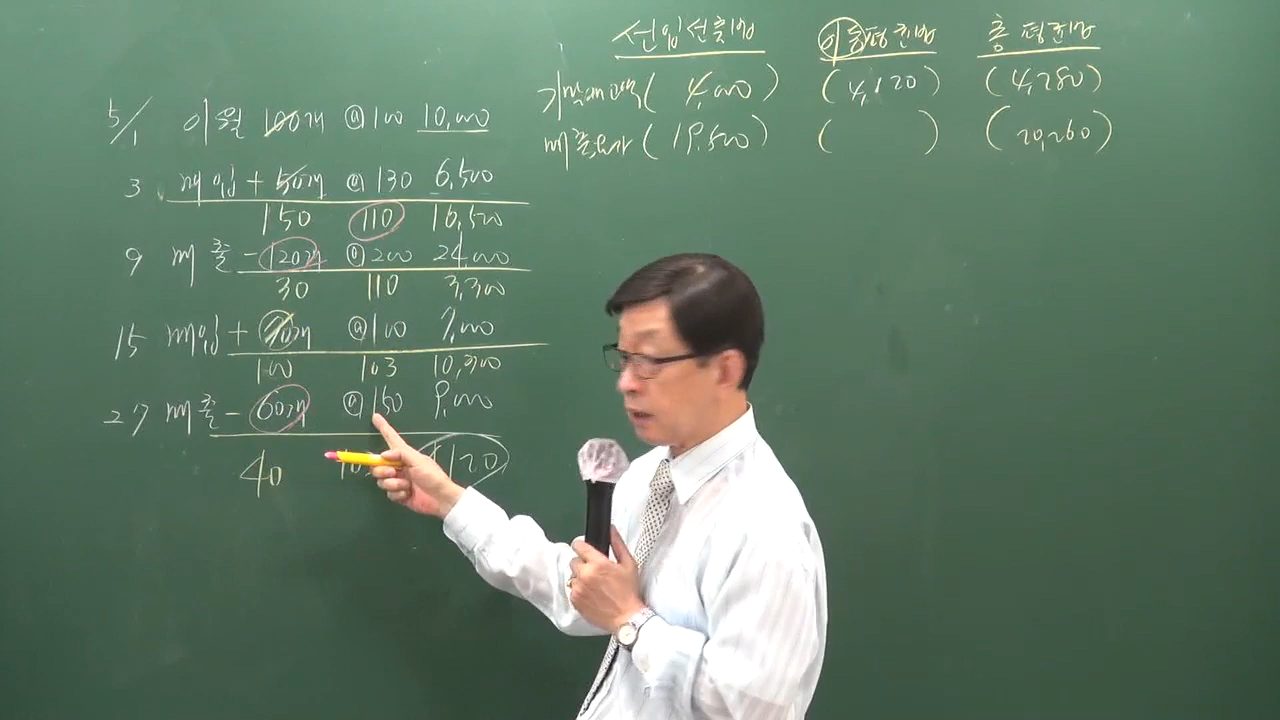 선입선출법 이동평균법 총평균법
기말재고액 ( 4,000 ) ( 4,120 ) ( 4,280 )
매출원가 ( 19,500 ) ( ) ( 20,260 )
5/1 이월 100개 @100 10,000
3 매입 + 50개 @130 6,500
150 110 16,500
9 매출 - 120개 @200 24,000
30 110 3,300
15 매입 + 70개 @100 7,000
100 103 10,300
27 매출 - 60개 @150 9,000
40